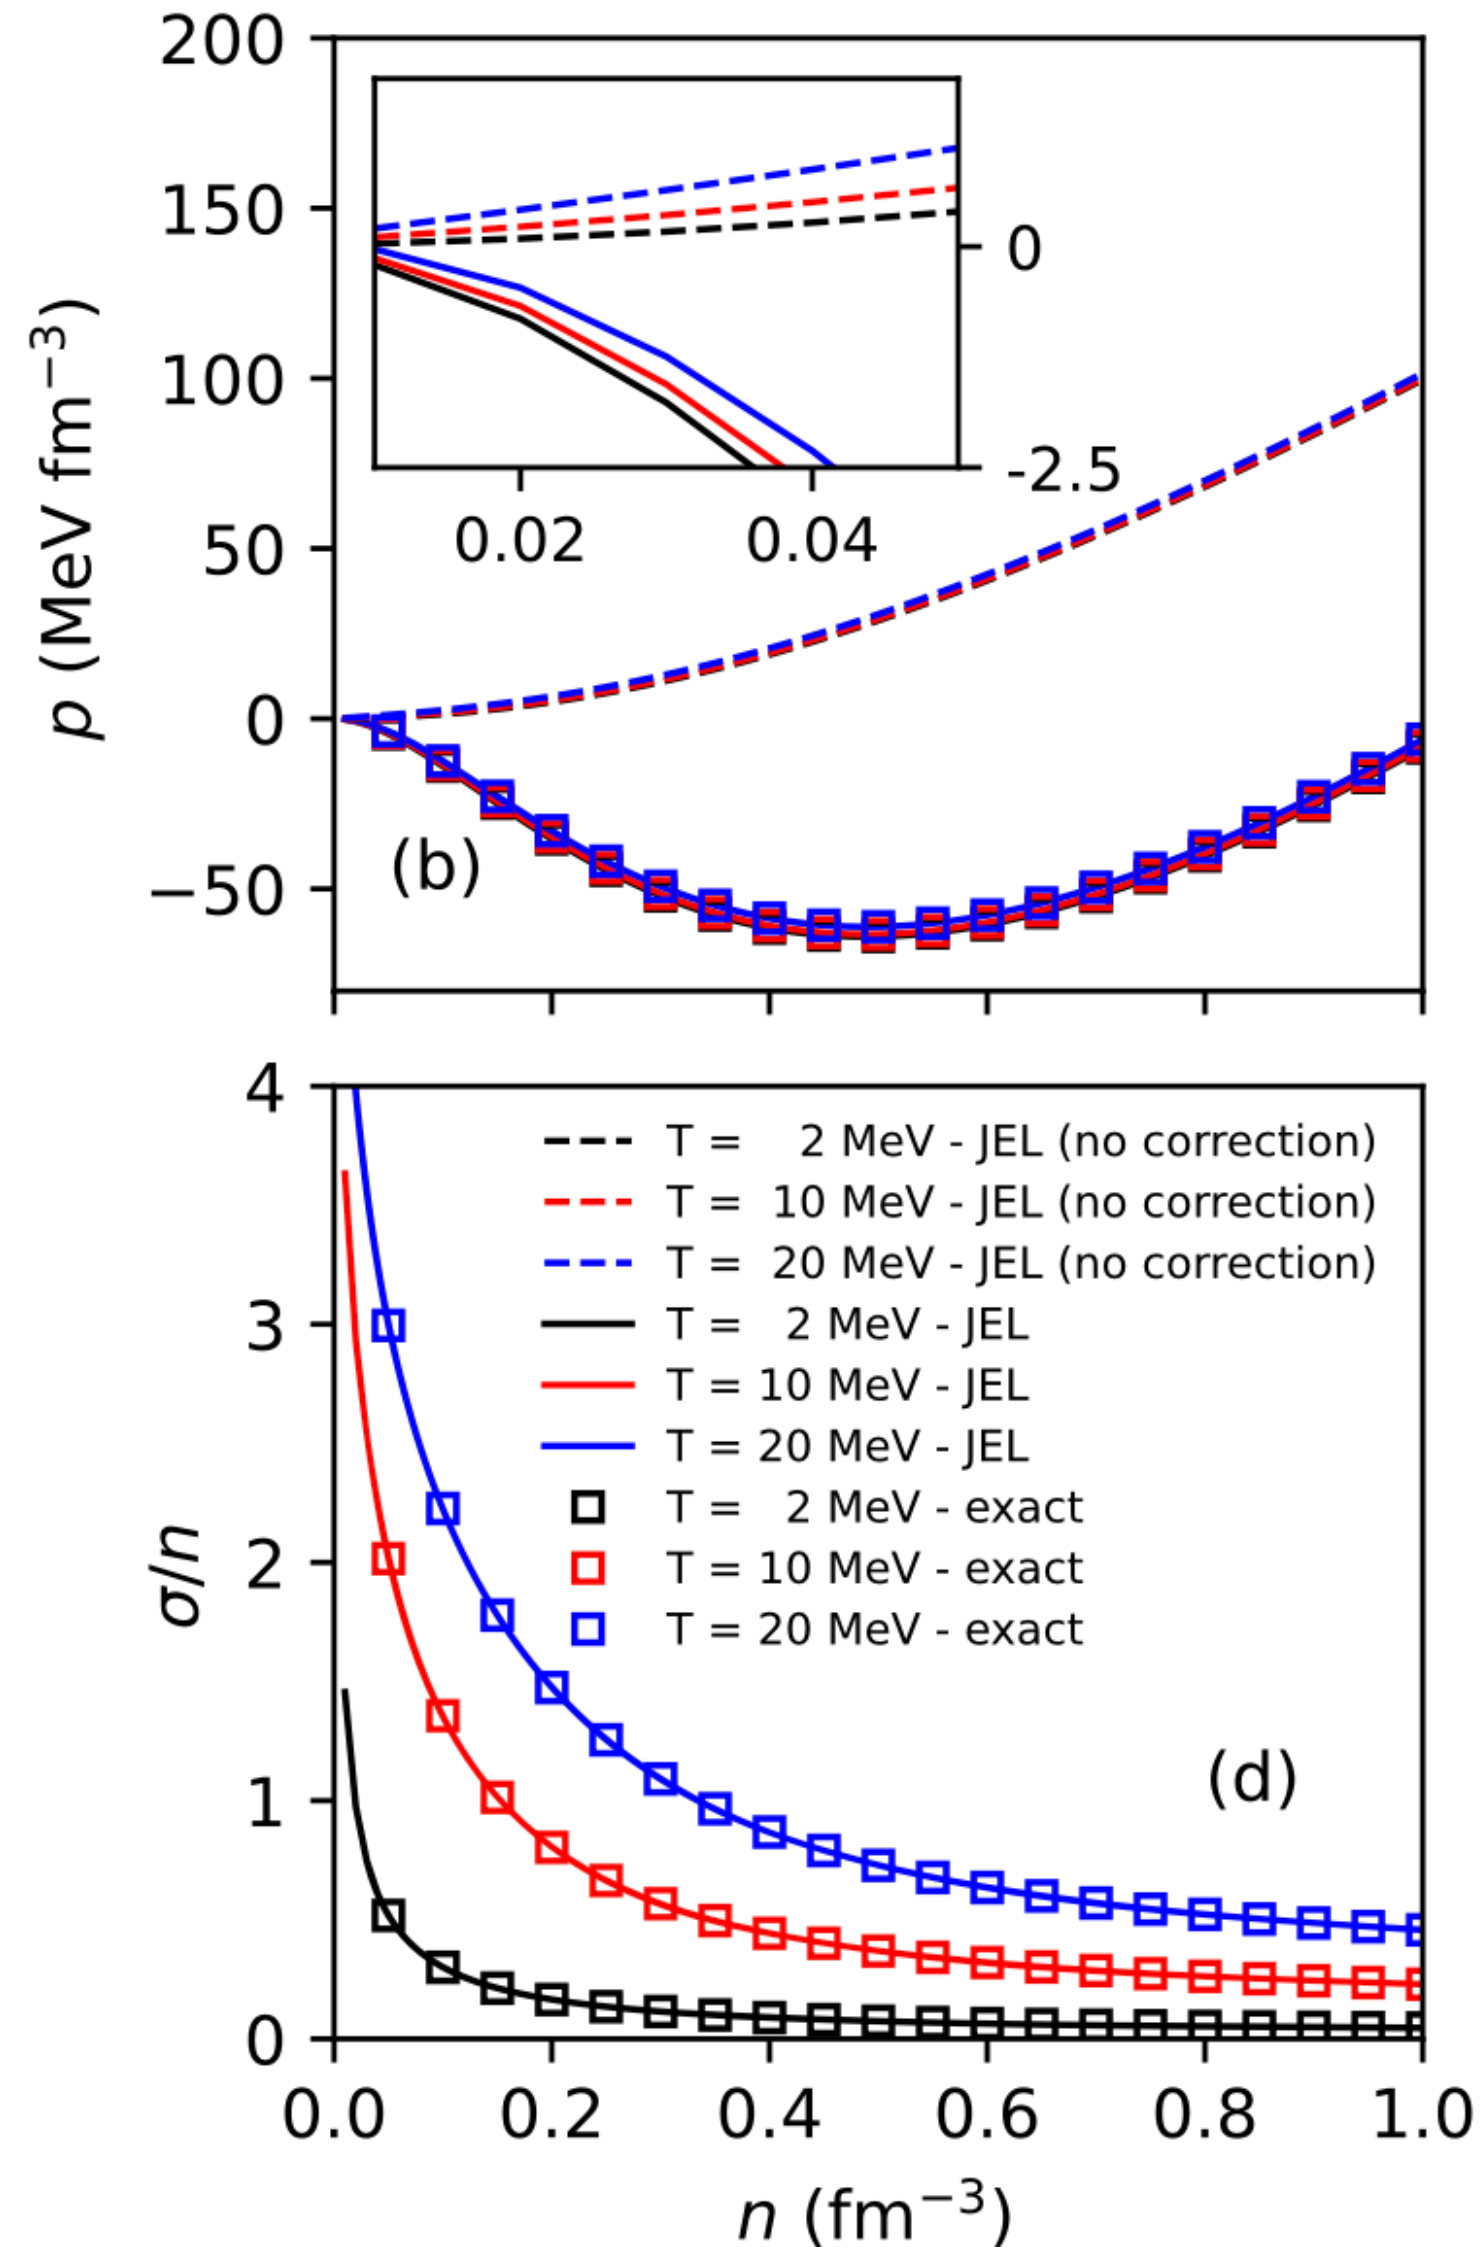 200
150
100
50
0
−50
p (MeV fm⁻³)
0
-2.5
0.02 0.04
(b)
4
3
2
1
0
σ/n
T = 2 MeV - JEL (no correction)
T = 10 MeV - JEL (no correction)
T = 20 MeV - JEL (no correction)
T = 2 MeV - JEL
T = 10 MeV - JEL
T = 20 MeV - JEL
T = 2 MeV - exact
T = 10 MeV - exact
T = 20 MeV - exact
(d)
0.0 0.2 0.4 0.6 0.8 1.0
n (fm⁻³)